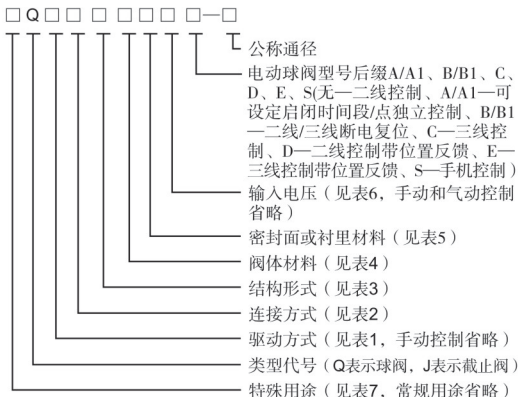 □Q□□ □□□□—□
公称通径
电动球阀型号后缀A/A1、B/B1、C、
D、E、S(无—二线控制、A/A1—可
设定启闭时间段/点独立控制、B/B1
—二线/三线断电复位、C—三线控
制、D—二线控制带位置反馈、E—
三线控制带位置反馈、S—手机控制）
输入电压（见表6，手动和气动控制
省略）
密封面或衬里材料（见表5）
阀体材料（见表4）
结构形式（见表3）
连接方式（见表2）
驱动方式（见表1，手动控制省略）
类型代号（Q表示球阀，J表示截止阀）
特殊用途（见表7，常规用途省略）